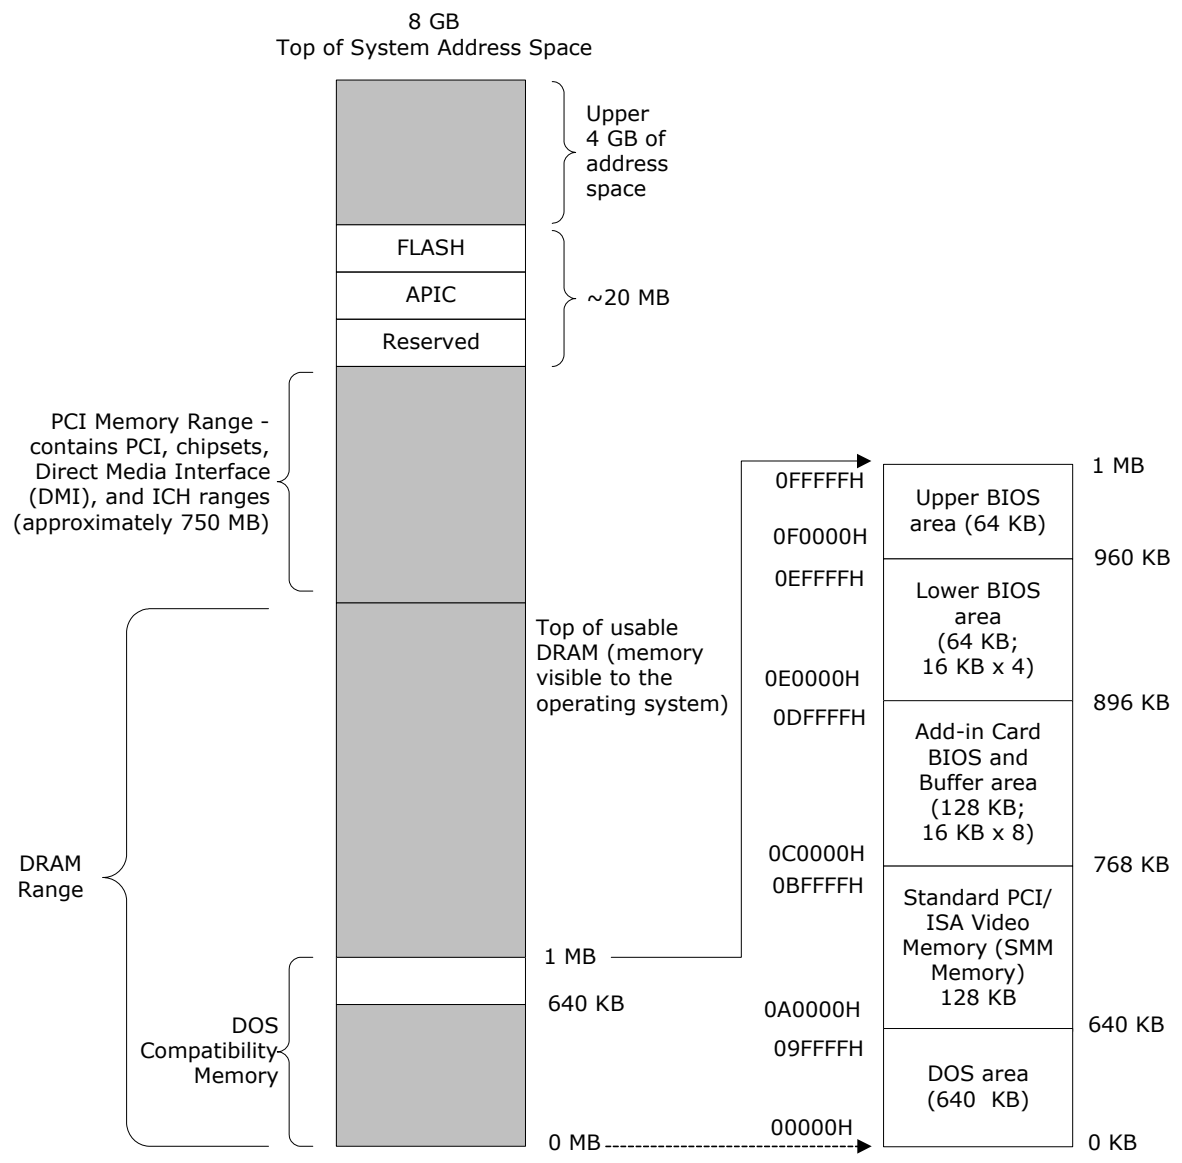 8 GB
Top of System Address Space
Upper
4 GB of
address
space
FLASH
APIC
~20 MB
Reserved
PCI Memory Range -
contains PCI, chipsets,
Direct Media Interface
(DMI), and ICH ranges
(approximately 750 MB)
Top of usable
DRAM (memory
visible to the
operating system)
DRAM
Range
1 MB
640 KB
DOS
Compatibility
Memory
0 MB
0FFFFFH
0F0000H
0EFFFFH
0E0000H
0DFFFFH
0C0000H
0BFFFFH
0A0000H
09FFFFH
00000H
Upper BIOS
area (64 KB)
Lower BIOS
area
(64 KB;
16 KB x 4)
Add-in Card
BIOS and
Buffer area
(128 KB;
16 KB x 8)
Standard PCI/
ISA Video
Memory (SMM
Memory)
128 KB
DOS area
(640  KB)
1 MB
960 KB
896 KB
768 KB
640 KB
0 KB